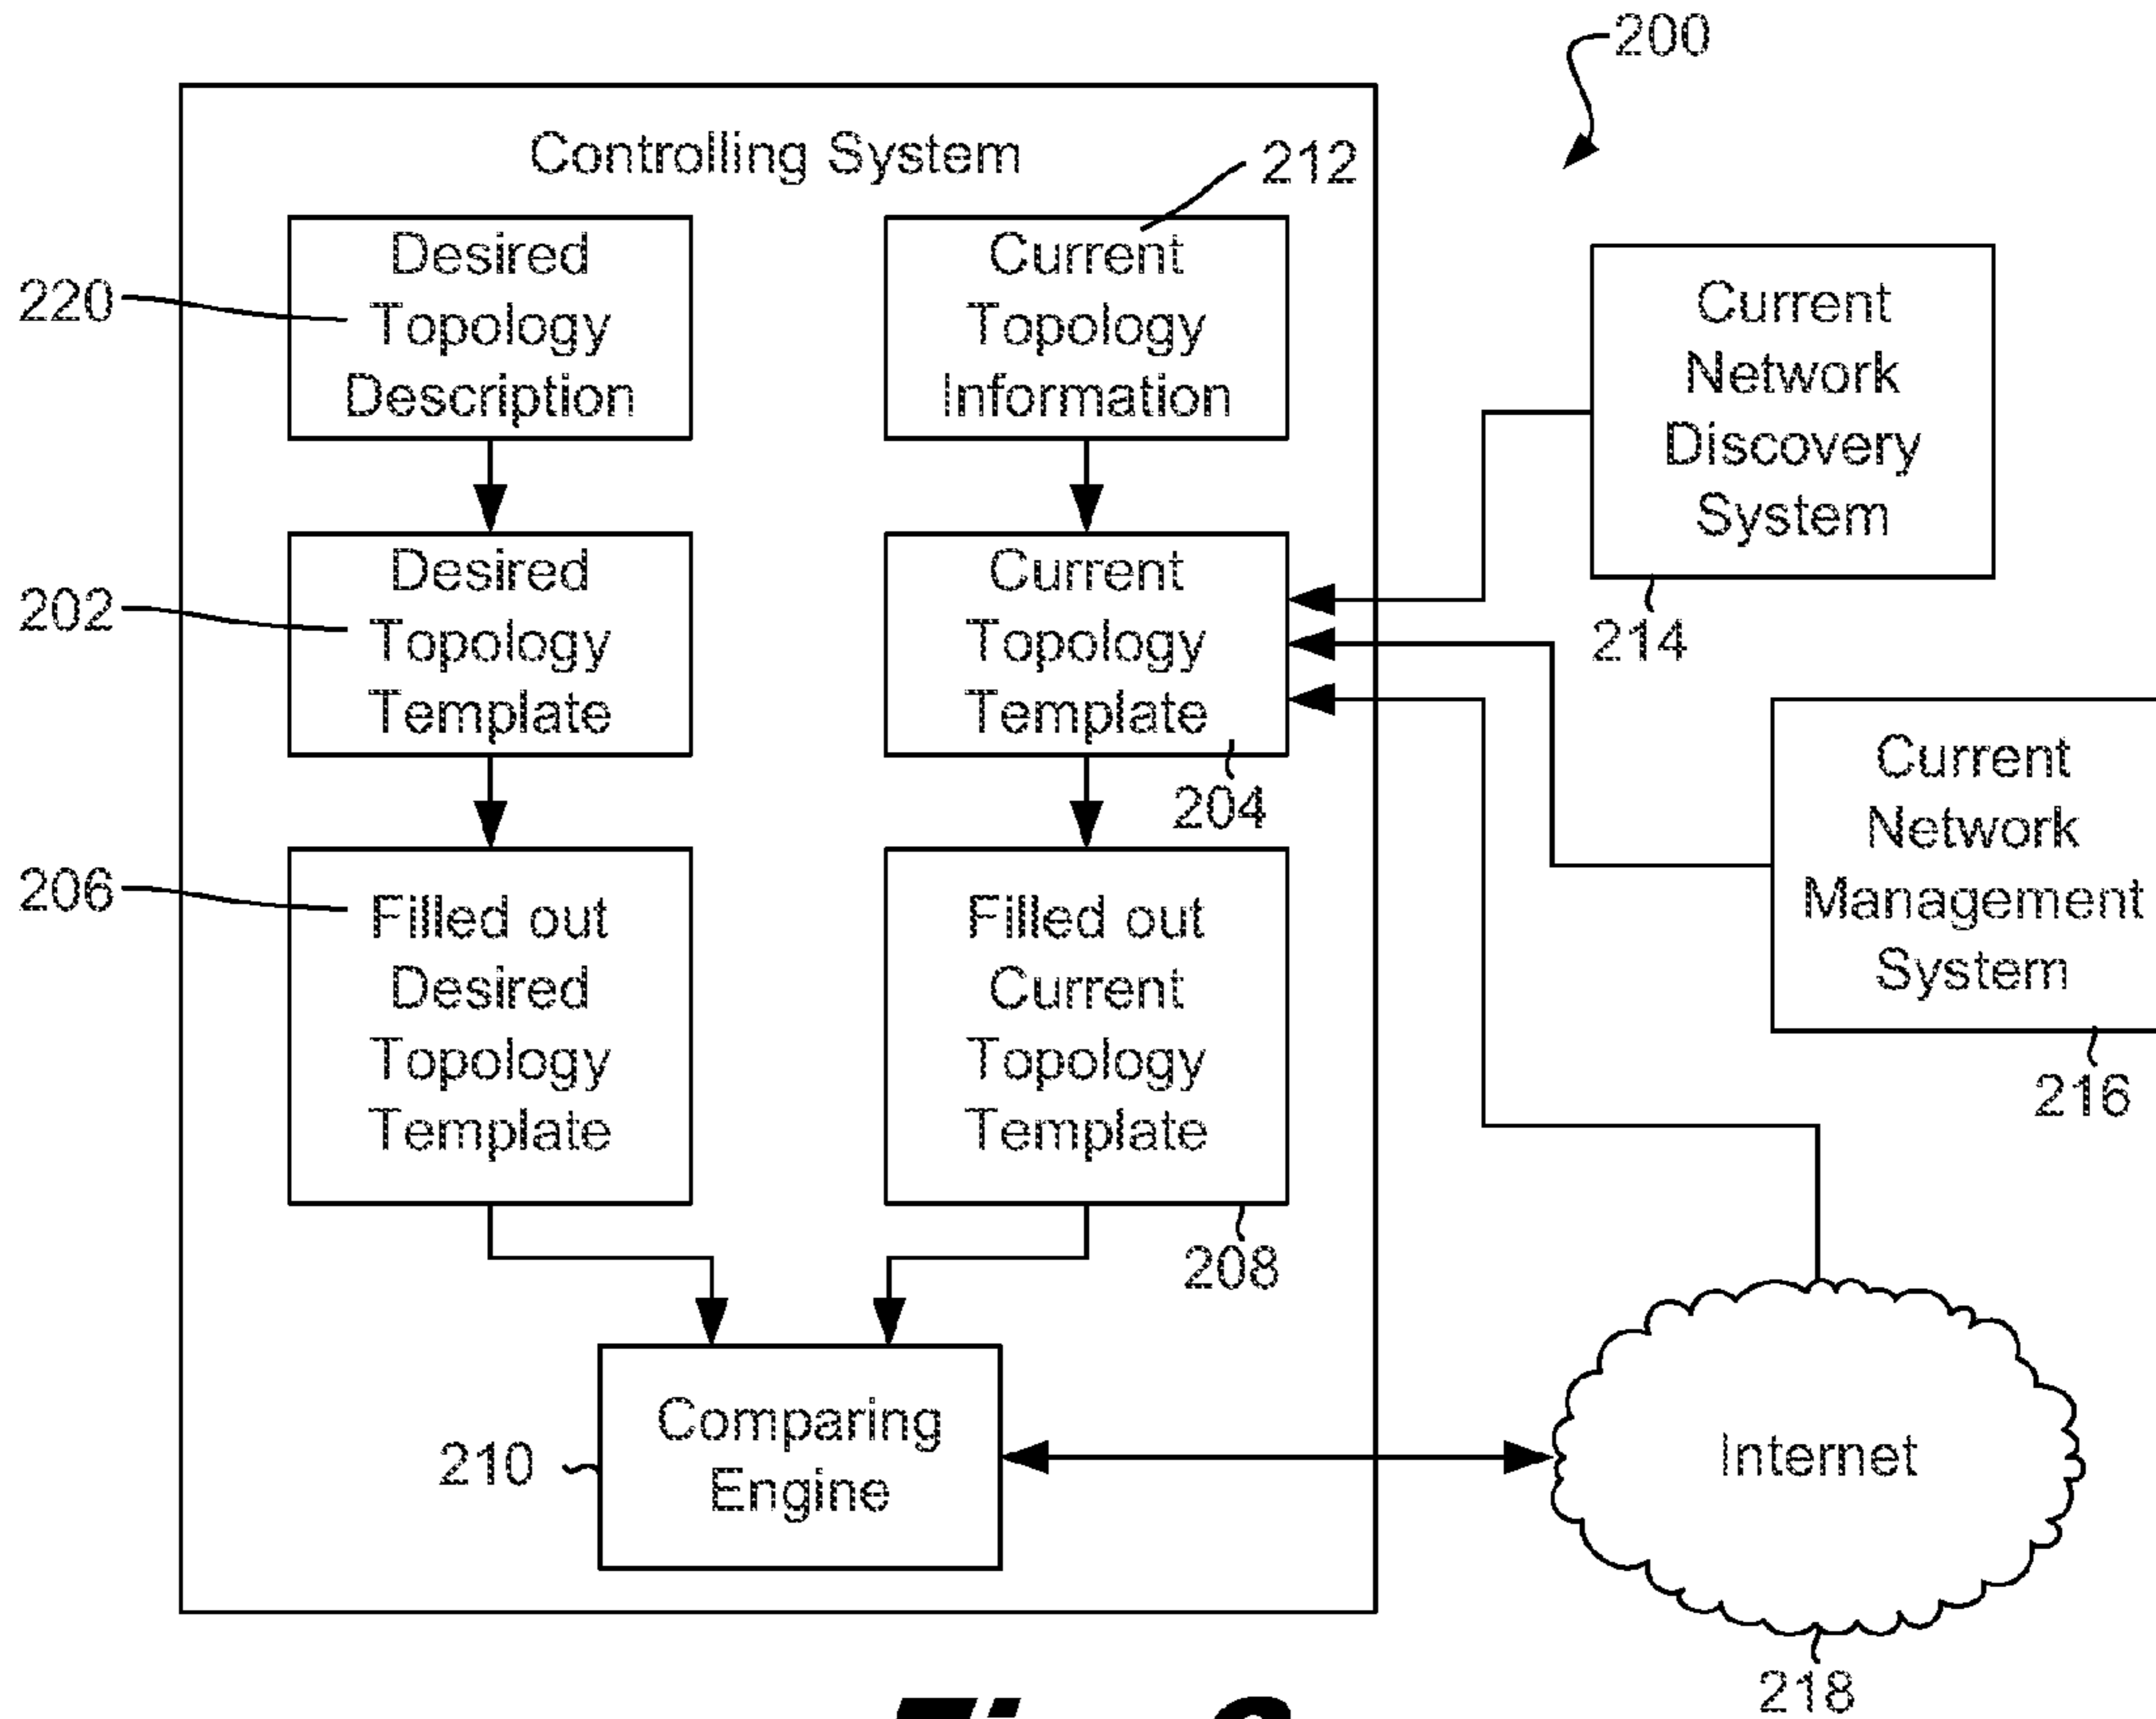 200
Controlling System
212
220
Desired
Topology
Description
Current
Topology
Information
Current
Network
Discovery
System
214
202
Desired
Topology
Template
Current
Topology
Template
204
Current
Network
Management
System
216
206
Filled out
Desired
Topology
Template
Filled out
Current
Topology
Template
208
210
Comparing
Engine
Internet
218